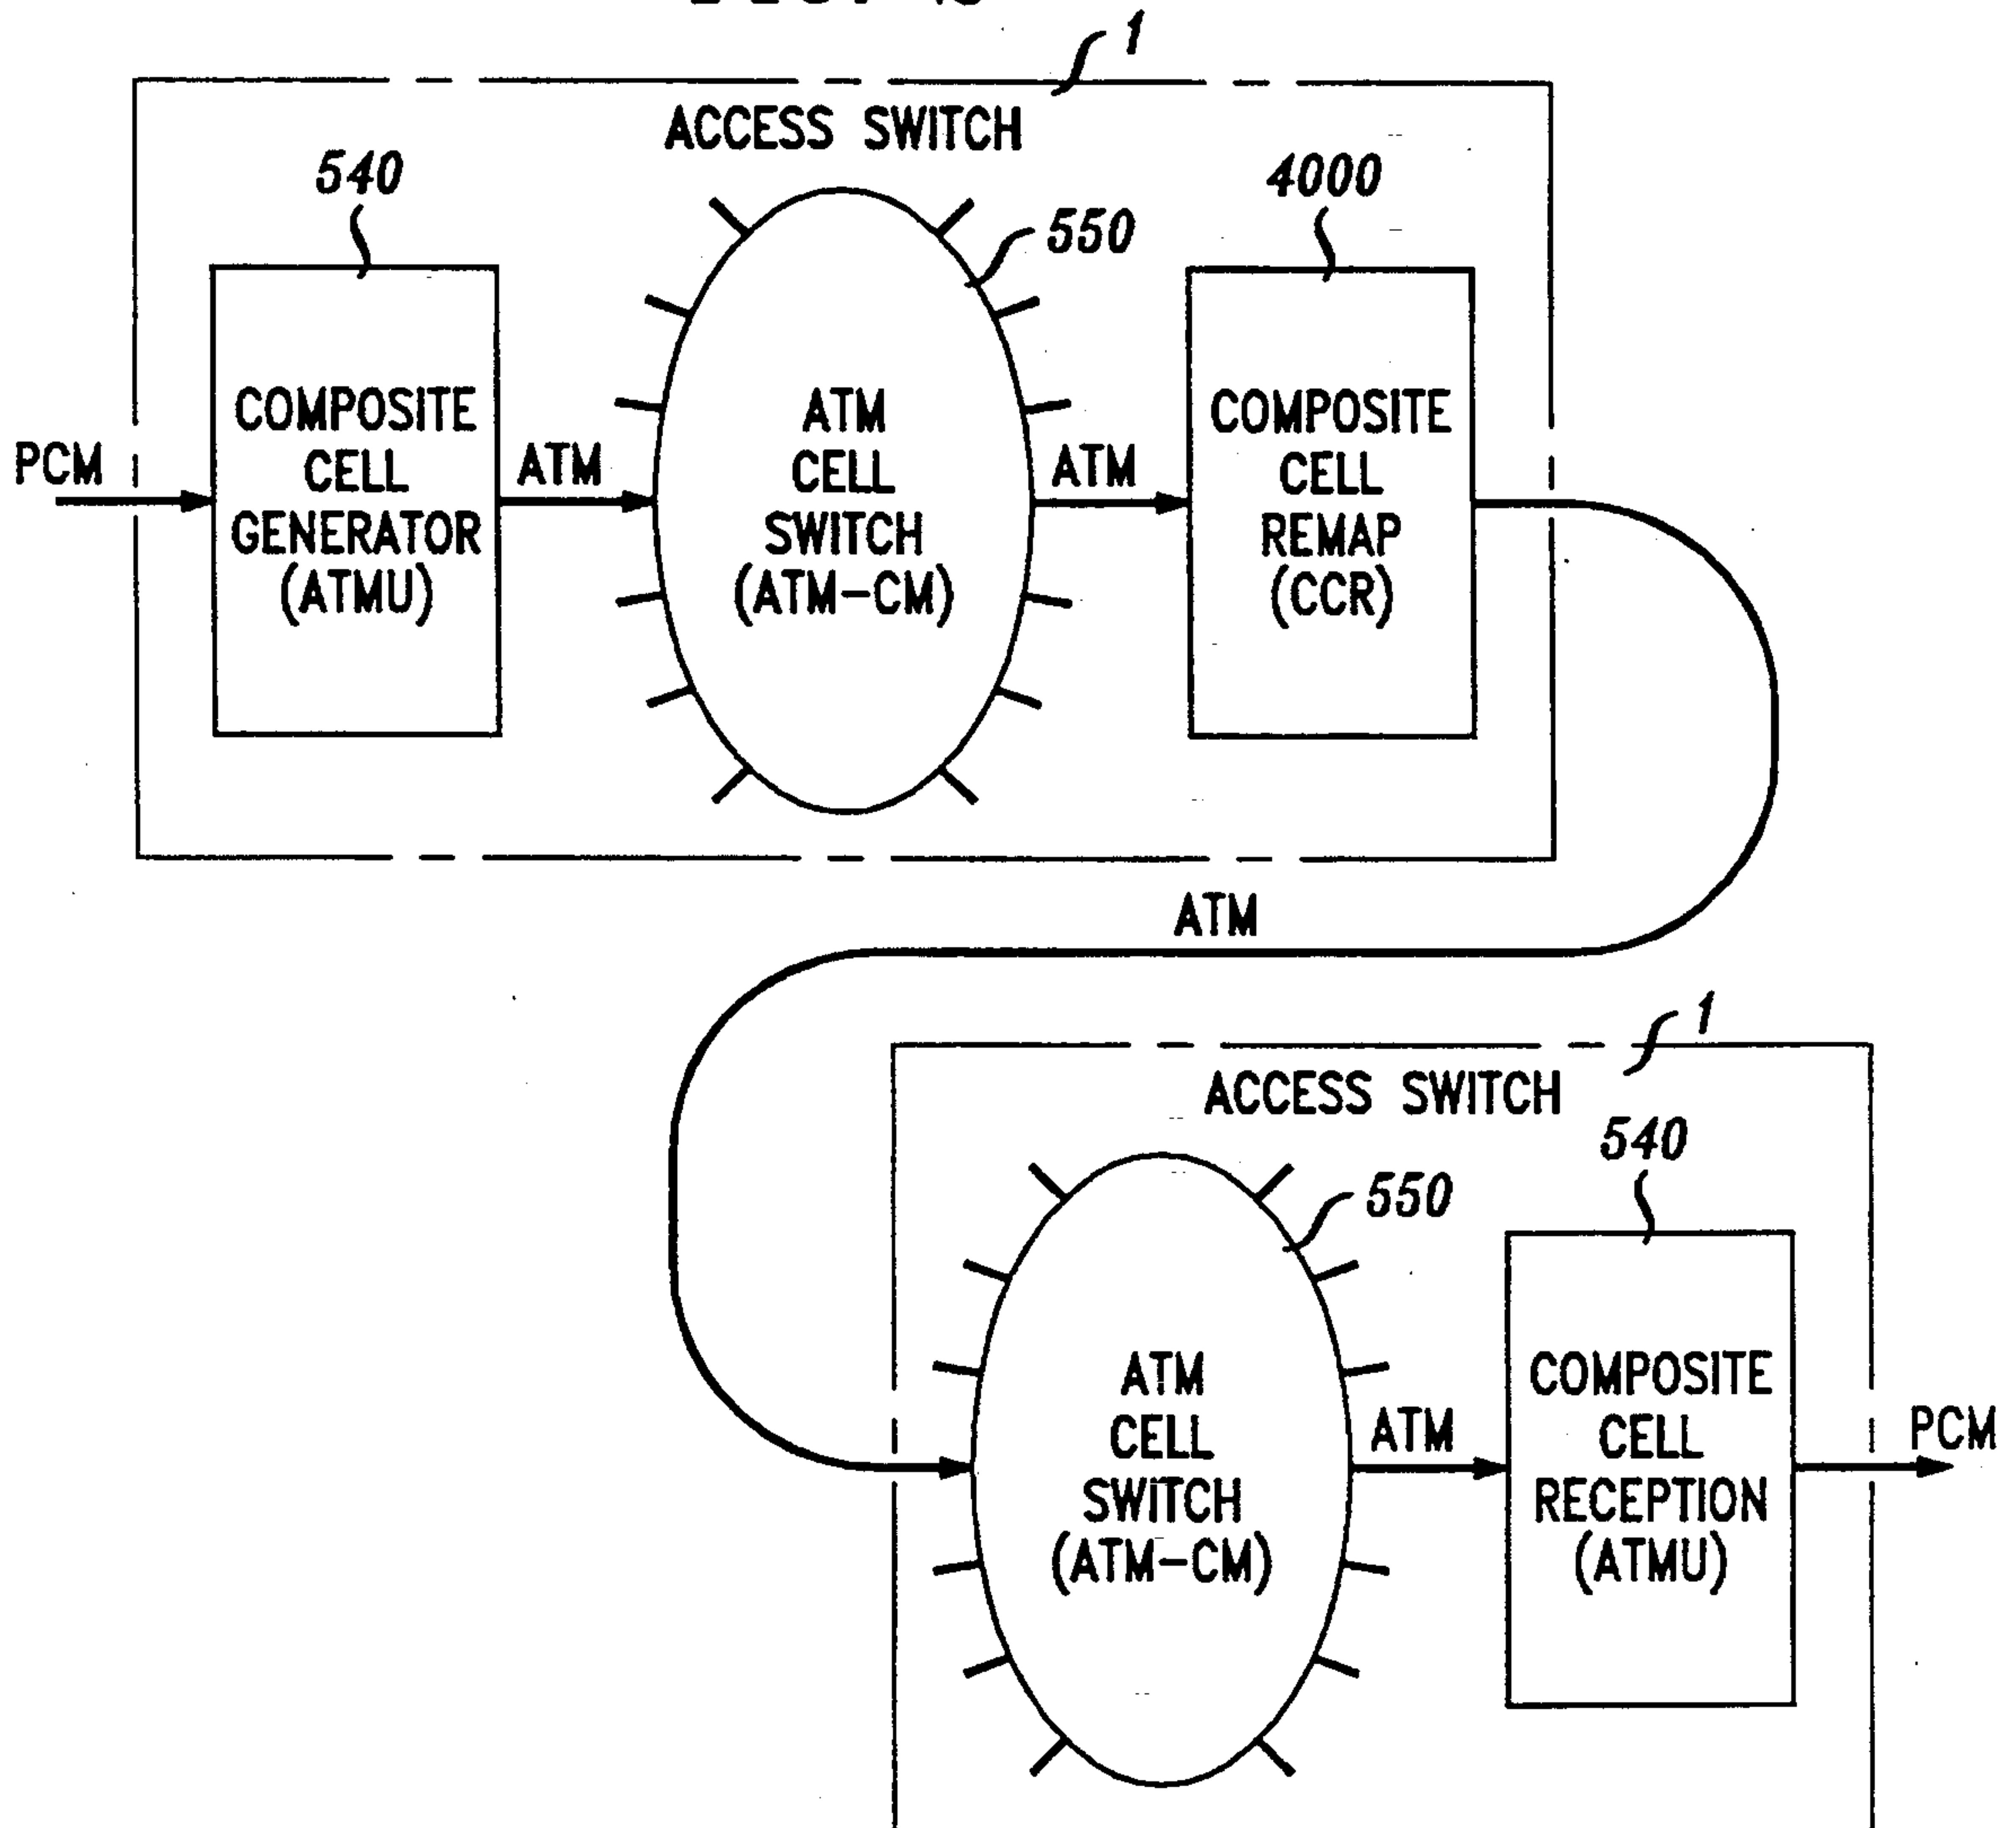 1
ACCESS SWITCH
540
4000
550
COMPOSITE
CELL
GENERATOR
(ATMU)
ATM
CELL
SWITCH
(ATM-CM)
COMPOSITE
CELL
REMAP
(CCR)
PCM
ATM
ATM
ATM
1
ACCESS SWITCH
540
550
ATM
CELL
SWITCH
(ATM-CM)
ATM
COMPOSITE
CELL
RECEPTION
(ATMU)
PCM